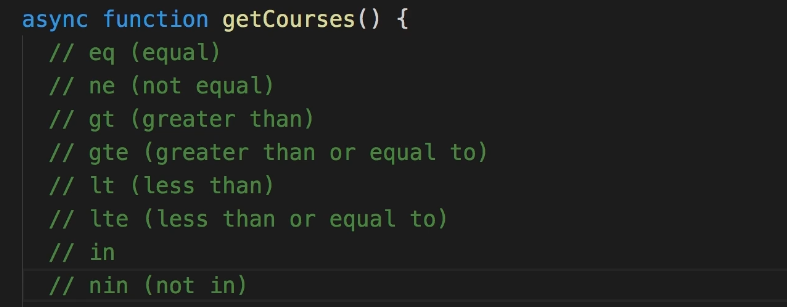 async function getCourses() {
// eq (equal)
// ne (not equal)
// gt (greater than)
// gte (greater than or equal to)
// lt (less than)
// lte (less than or equal to)
// in
// nin (not in)